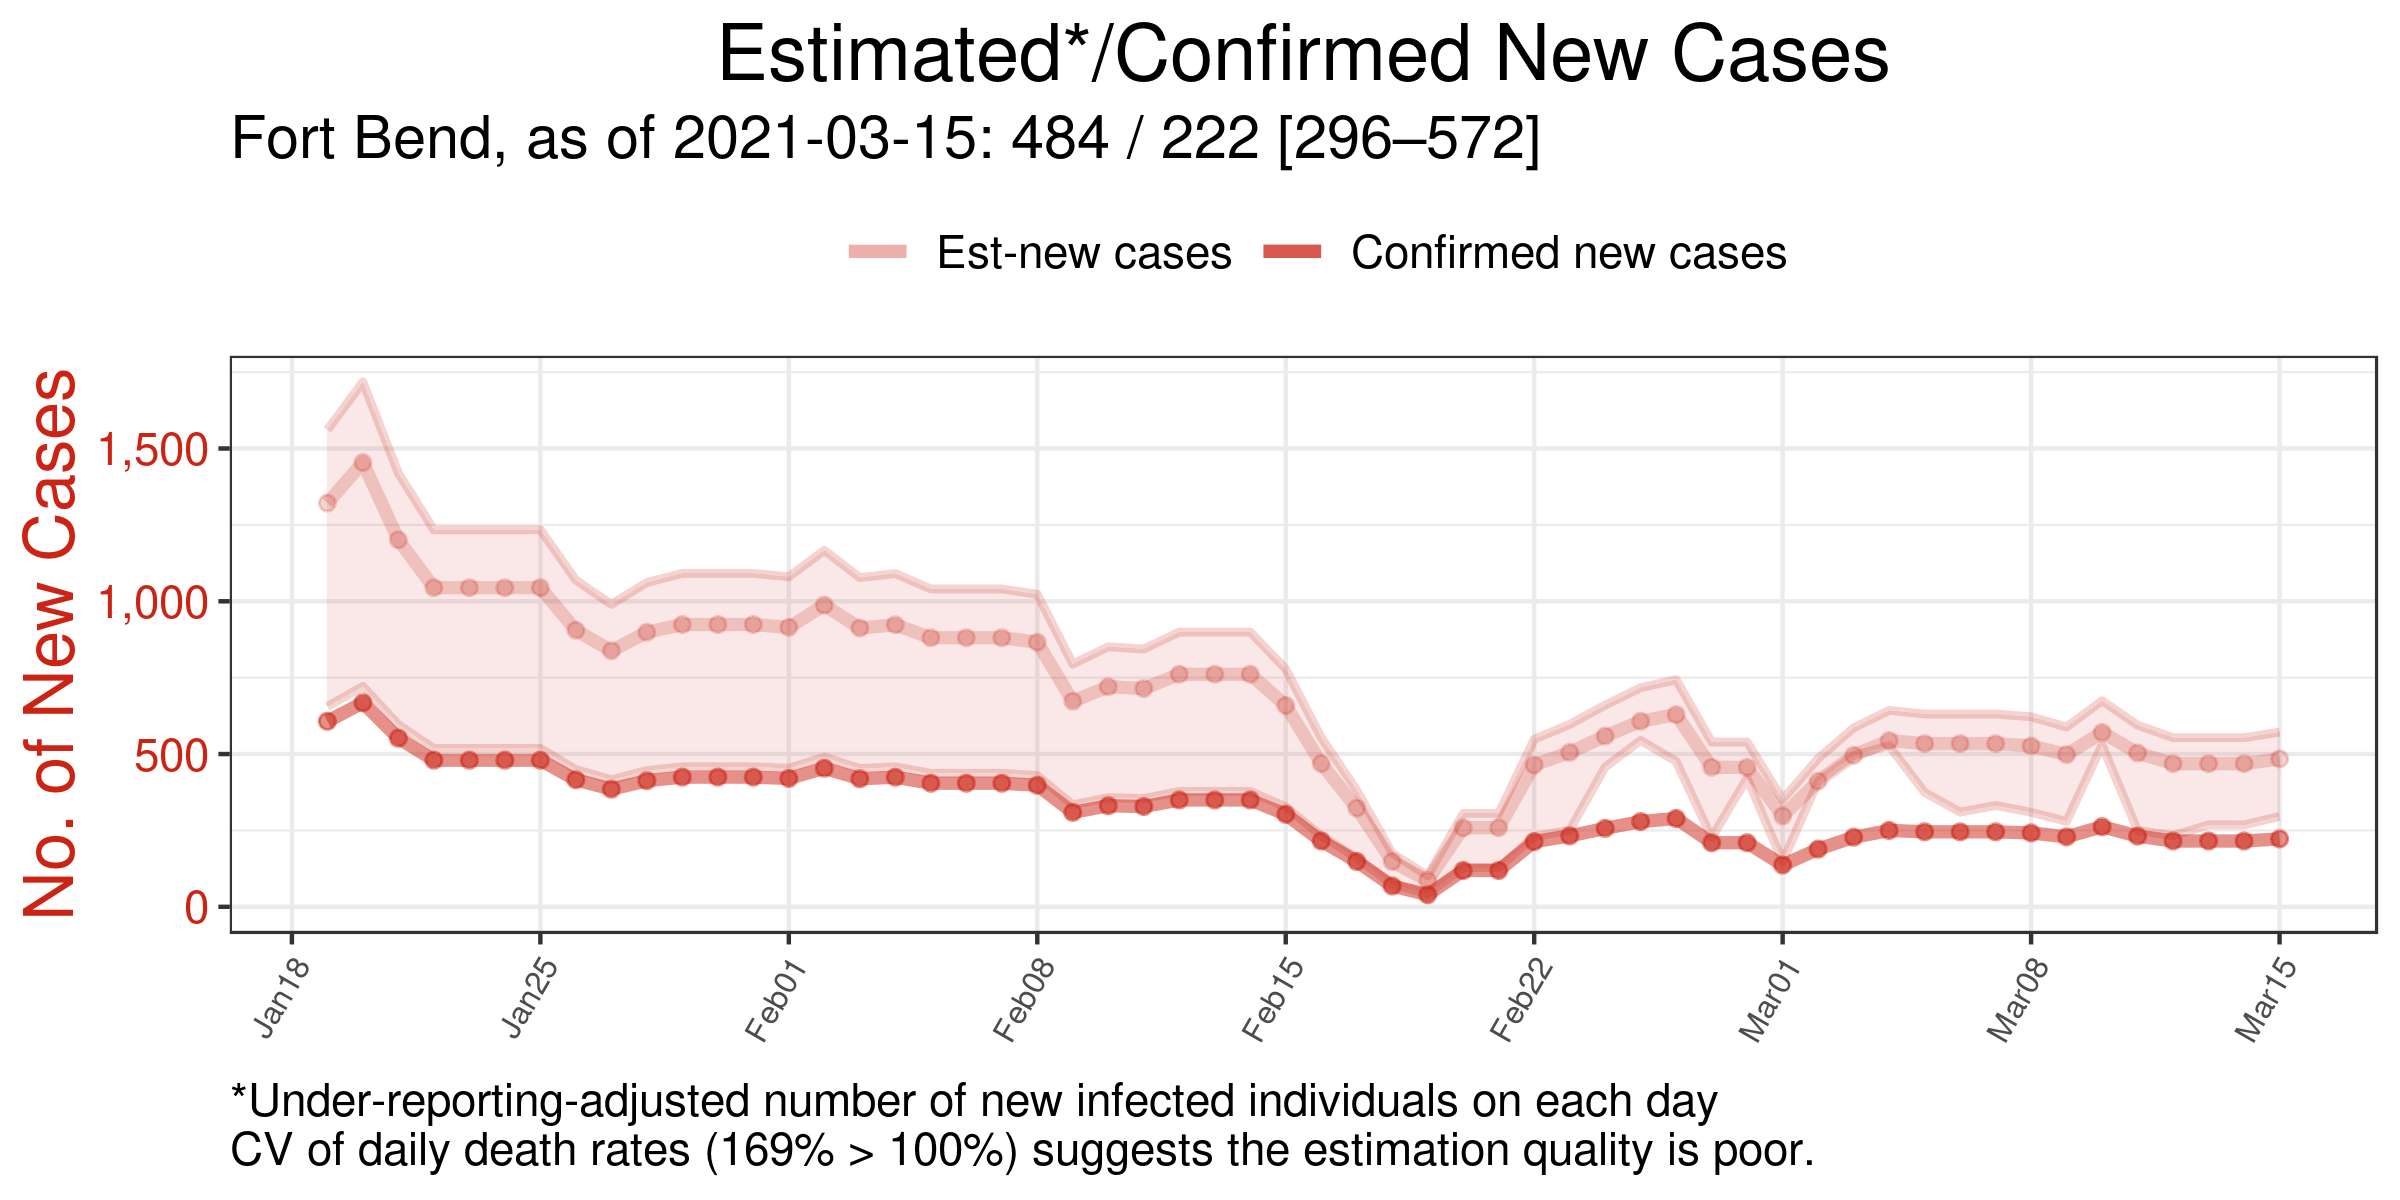 Estimated*/Confirmed New Cases
Fort Bend, as of 2021-03-15: 484 / 222 [296–572]
Est-new cases Confirmed new cases
No. of New Cases
1,500
1,000
500
0
Jan18 Jan25 Feb01 Feb08 Feb15 Feb22 Mar01 Mar08 Mar15
*Under-reporting-adjusted number of new infected individuals on each day
CV of daily death rates (169% > 100%) suggests the estimation quality is poor.